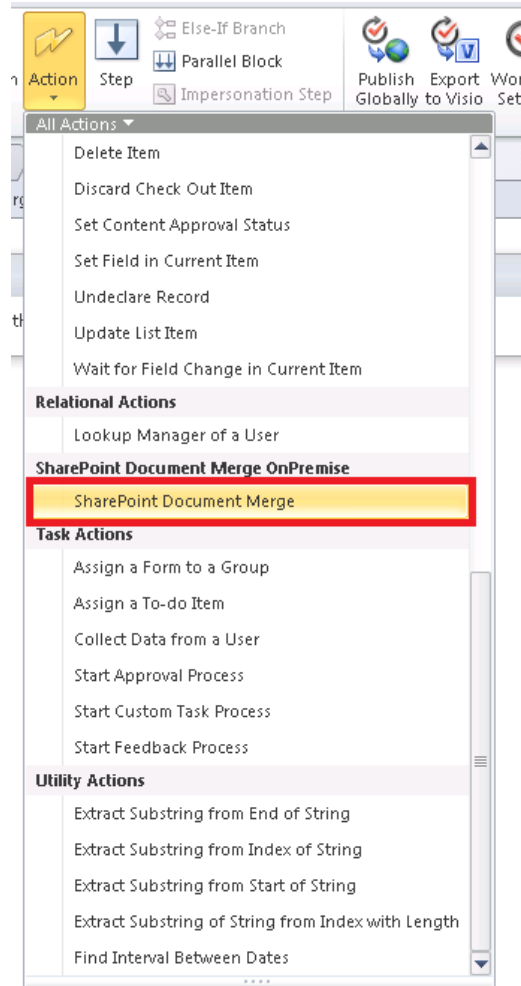 Else-If Branch
Parallel Block
Impersonation Step
Action
Step
Publish Globally
Export to Visio
All Actions
Delete Item
Discard Check Out Item
Set Content Approval Status
Set Field in Current Item
Undeclare Record
Update List Item
Wait for Field Change in Current Item
Relational Actions
Lookup Manager of a User
SharePoint Document Merge OnPremise
SharePoint Document Merge
Task Actions
Assign a Form to a Group
Assign a To-do Item
Collect Data from a User
Start Approval Process
Start Custom Task Process
Start Feedback Process
Utility Actions
Extract Substring from End of String
Extract Substring from Index of String
Extract Substring from Start of String
Extract Substring of String from Index with Length
Find Interval Between Dates